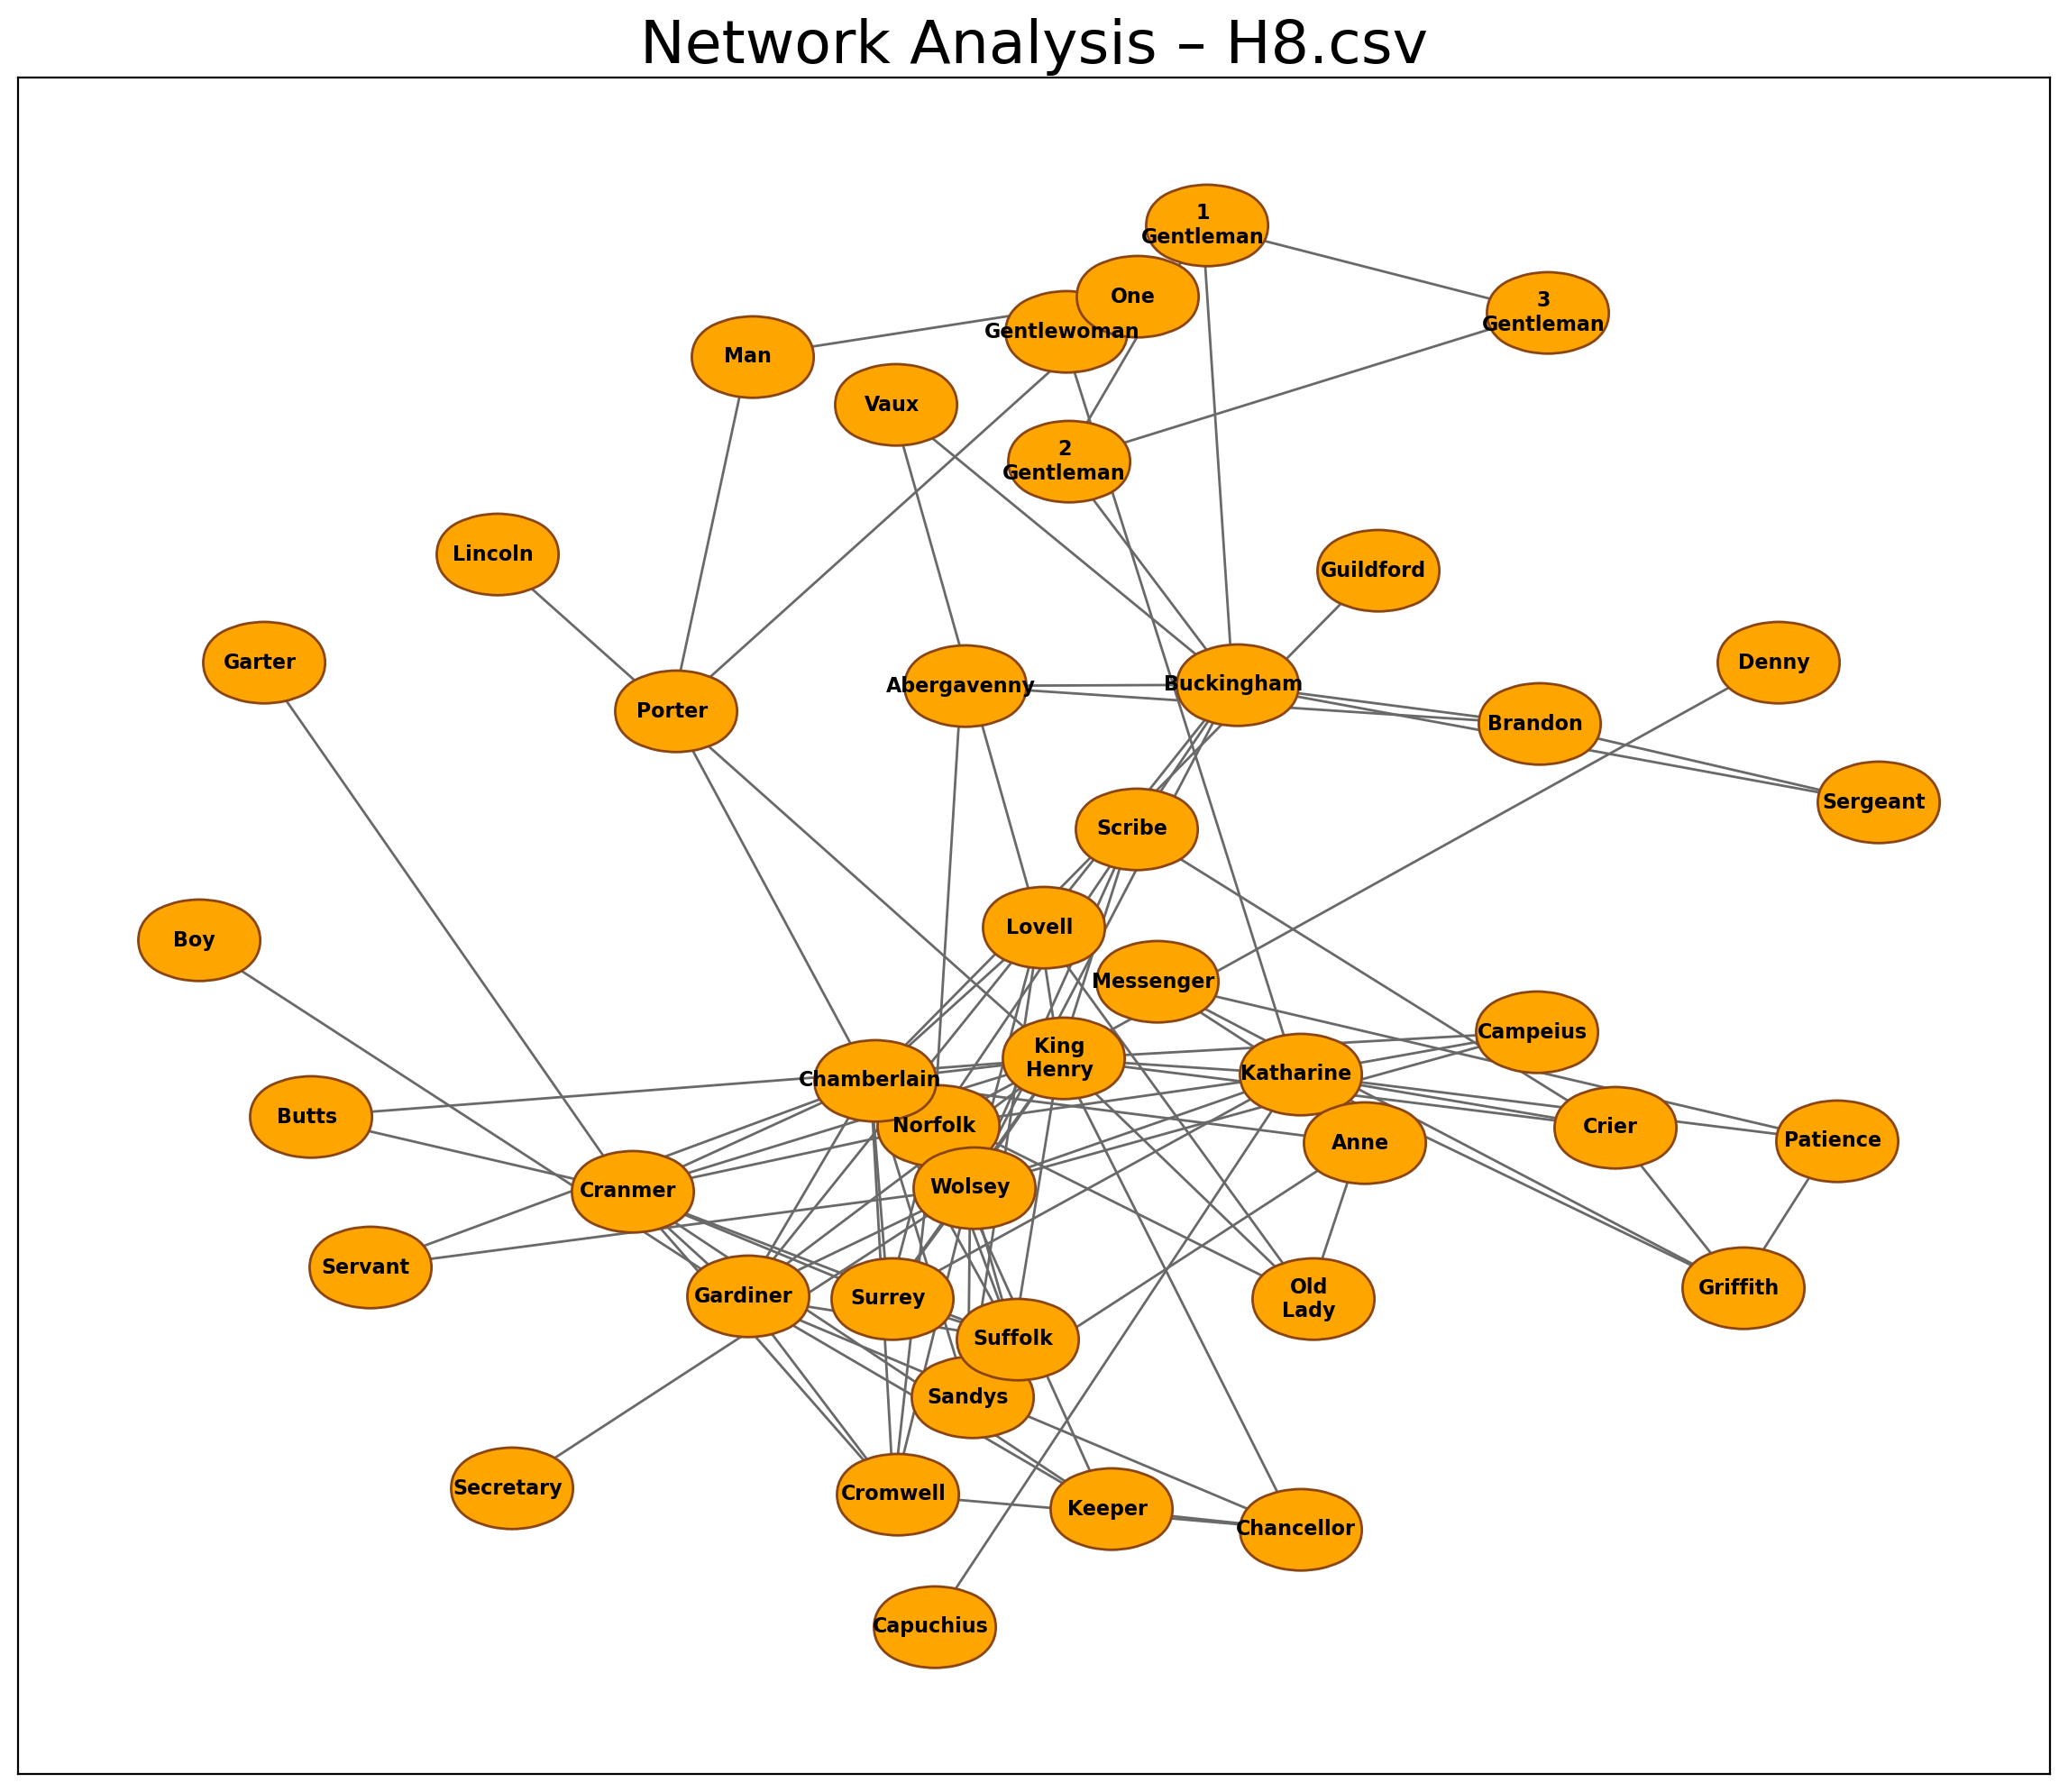 Network Analysis – H8.csv
1
Gentleman
One
3
Gentleman
Gentlewoman
Man
Vaux
2
Gentleman
Lincoln
Guildford
Garter
Denny
Abergavenny
Buckingham
Porter
Brandon
Sergeant
Scribe
Lovell
Boy
Messenger
Campeius
King
Henry
Katharine
Chamberlain
Butts
Norfolk
Crier
Anne
Patience
Cranmer
Wolsey
Servant
Gardiner
Surrey
Old
Lady
Griffith
Suffolk
Sandys
Secretary
Cromwell
Keeper
Chancellor
Capuchius